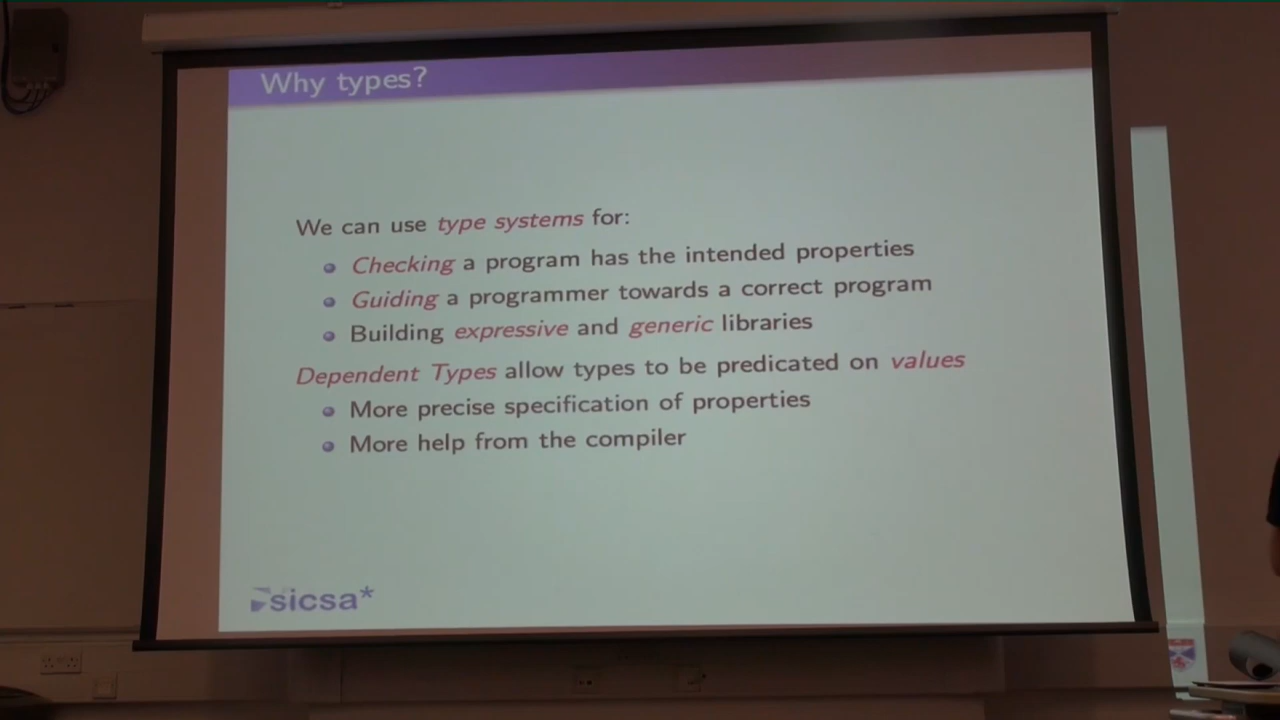 Why types?
We can use type systems for:
Checking a program has the intended properties
Guiding a programmer towards a correct program
Building expressive and generic libraries
Dependent Types allow types to be predicated on values
More precise specification of properties
More help from the compiler
sicsa*